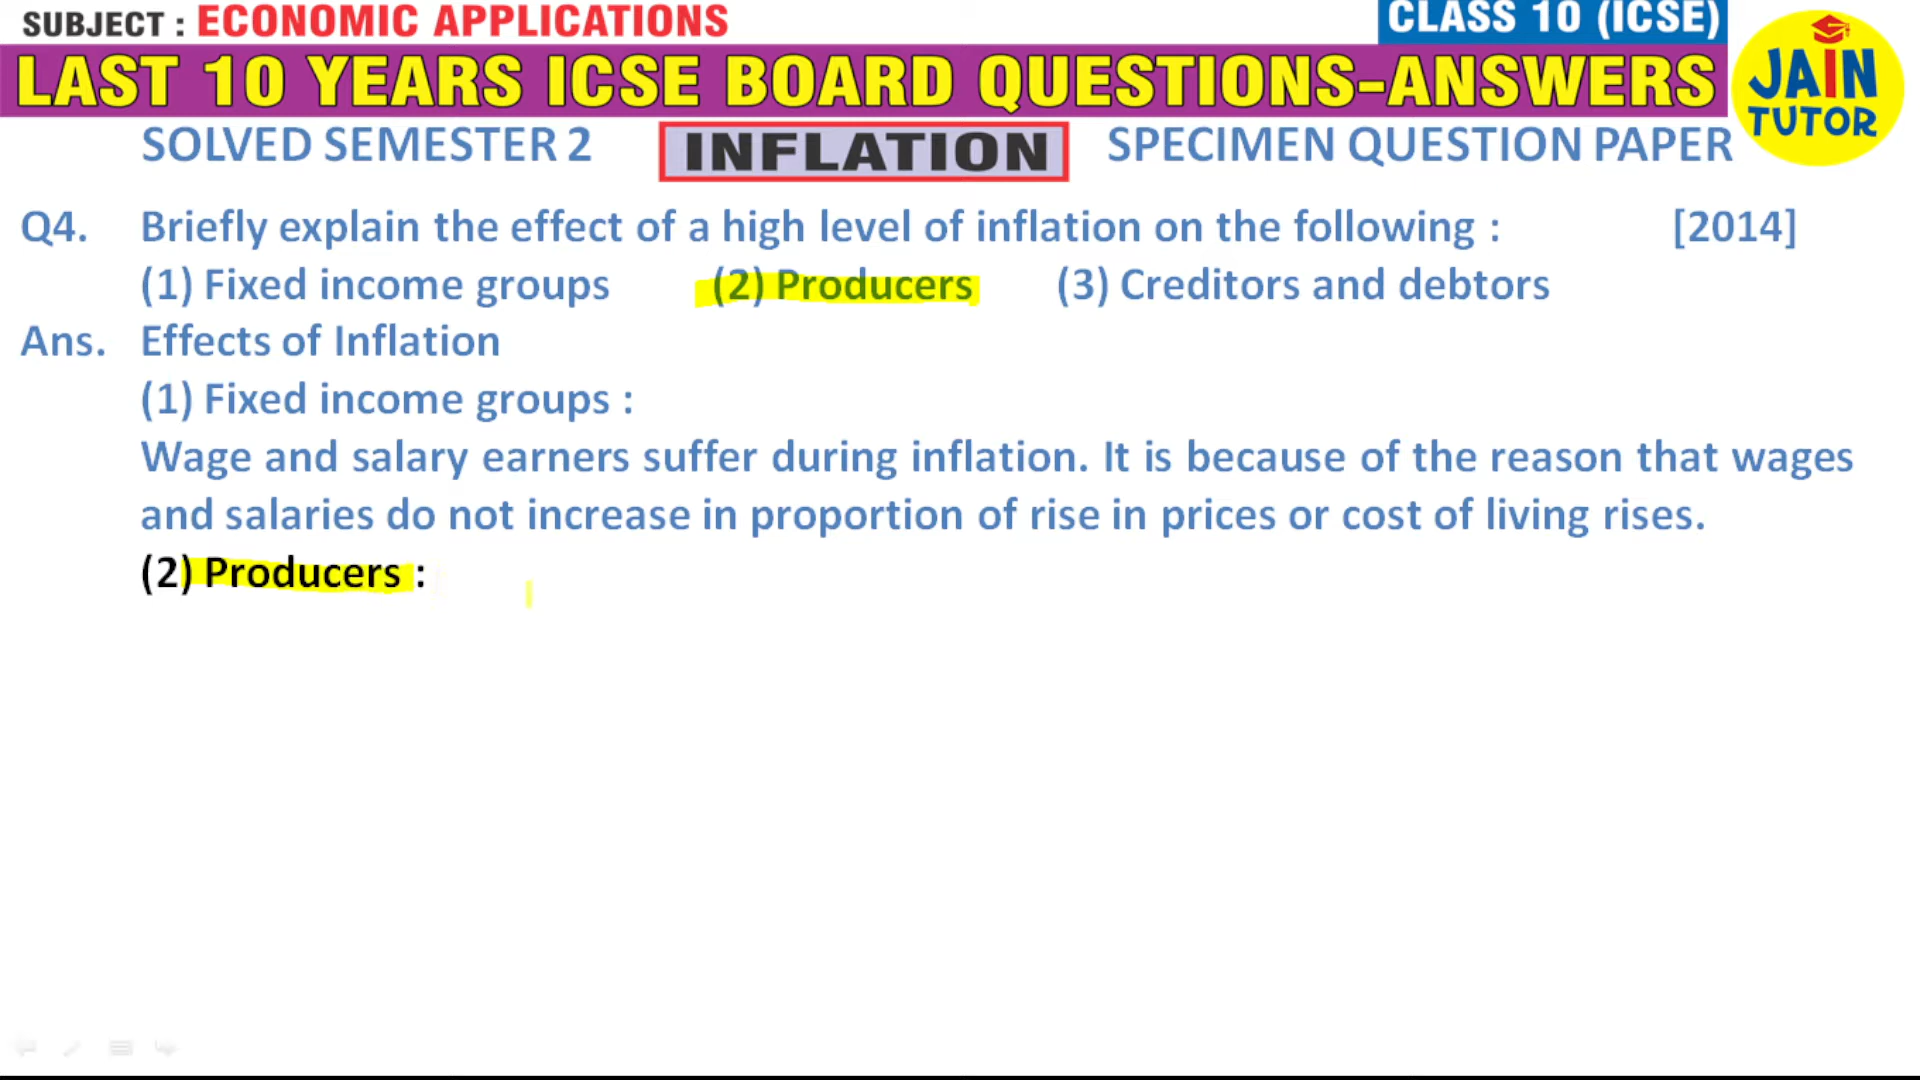 SUBJECT : ECONOMIC APPLICATIONS
CLASS 10 (ICSE)
LAST 10 YEARS ICSE BOARD QUESTIONS-ANSWERS
JAIN
TUTOR
SOLVED SEMESTER 2
INFLATION
SPECIMEN QUESTION PAPER
Q4. Briefly explain the effect of a high level of inflation on the following : [2014]
(1) Fixed income groups (2) Producers (3) Creditors and debtors
Ans. Effects of Inflation
(1) Fixed income groups :
Wage and salary earners suffer during inflation. It is because of the reason that wages
and salaries do not increase in proportion of rise in prices or cost of living rises.
(2) Producers :